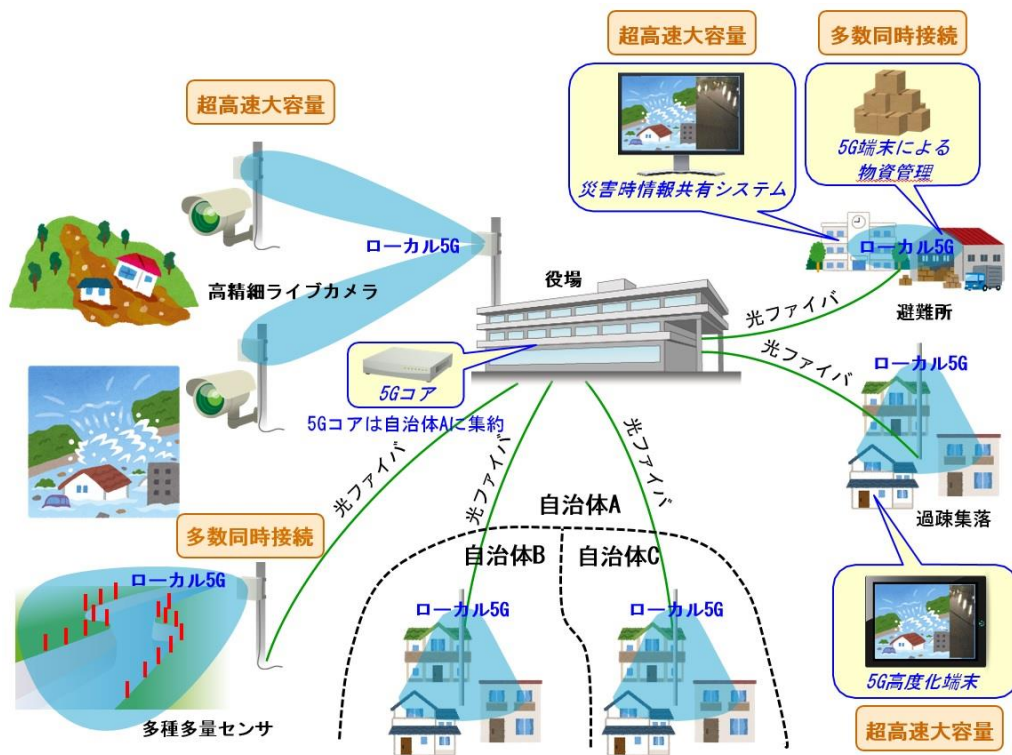 超高速大容量
多数同時接続
超高速大容量
災害時情報共有システム
5G端末による
物資管理
ローカル5G
ローカル5G
高精細ライブカメラ
役場
避難所
光ファイバ
光ファイバ
ローカル5G
5Gコア
5Gコアは自治体Aに集約
光ファイバ
光ファイバ
光ファイバ
過疎集落
自治体A
多数同時接続
自治体B
自治体C
ローカル5G
ローカル5G
ローカル5G
5G高度化端末
多種多量センサ
超高速大容量